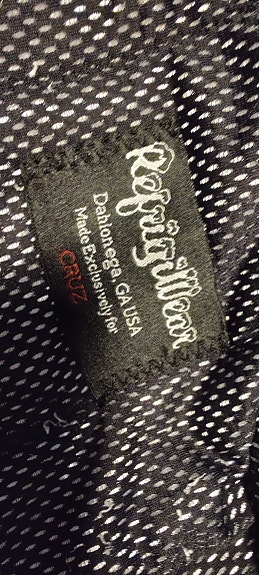 RefrigiWear
Dahlonega, GA USA
Made Exclusively for
CRUZ